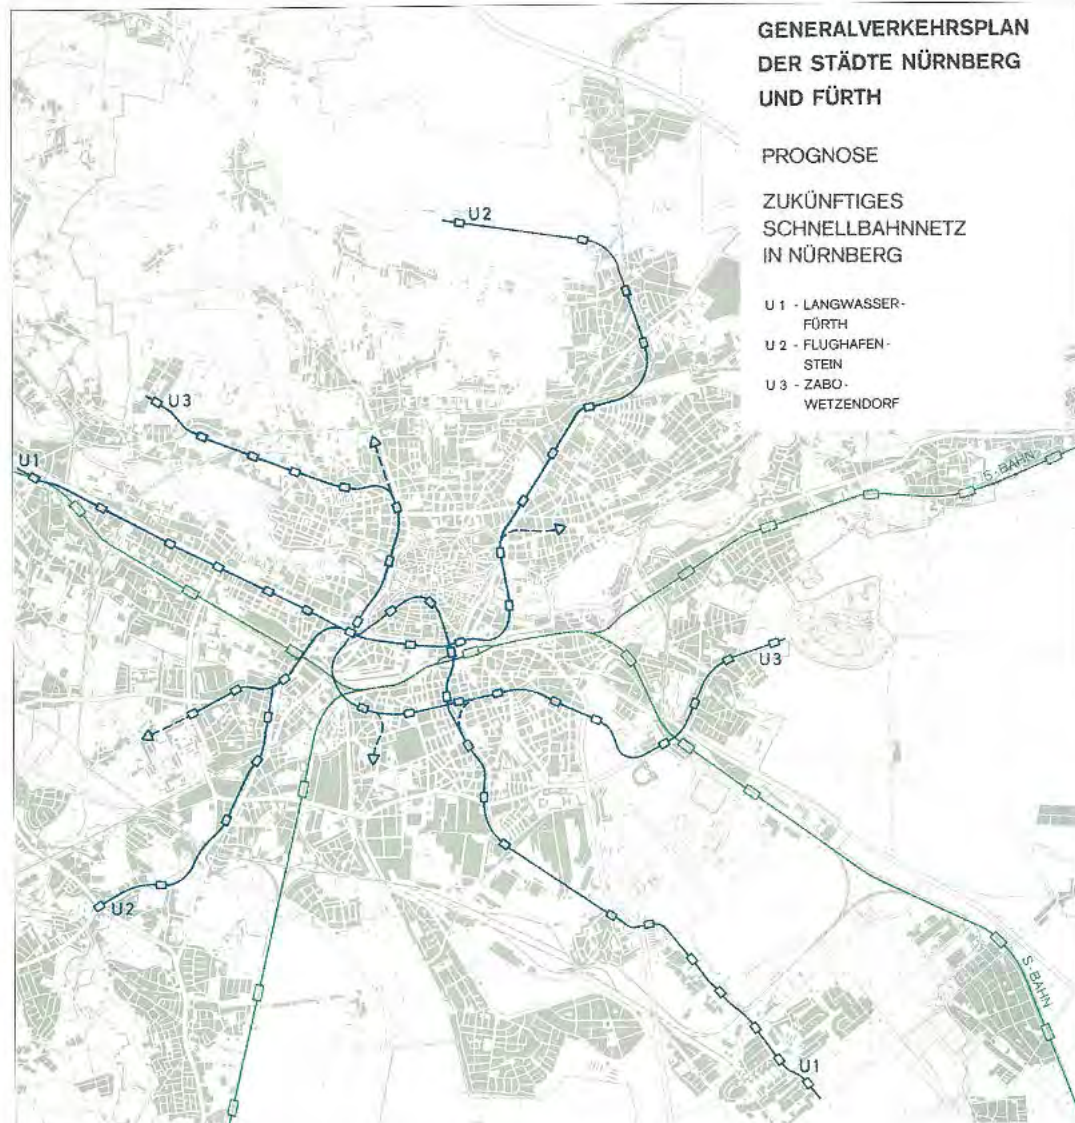 GENERALVERKEHRSPLAN
DER STÄDTE NÜRNBERG
UND FÜRTH
PROGNOSE
ZUKÜNFTIGES
SCHNELLBAHNNETZ
IN NÜRNBERG
U 1 - LANGWASSER-
FÜRTH
U 2 - FLUGHAFEN-
STEIN
U 3 - ZABO-
WETZENDORF
U2
U3
U1
S-BAHN
U3
U2
S-BAHN
U1